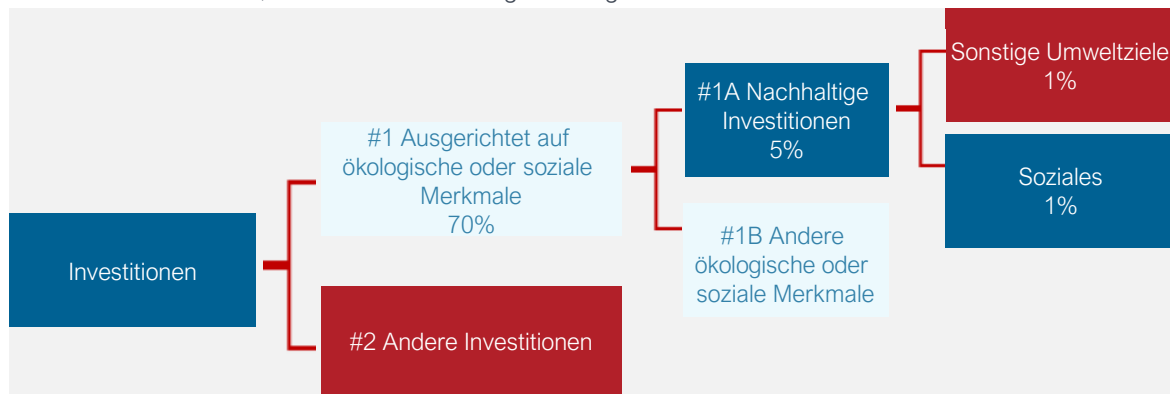 Investitionen
#1 Ausgerichtet auf
ökologische oder soziale
Merkmale
70%
#2 Andere Investitionen
#1A Nachhaltige
Investitionen
5%
#1B Andere
ökologische oder
soziale Merkmale
Sonstige Umweltziele
1%
Soziales
1%